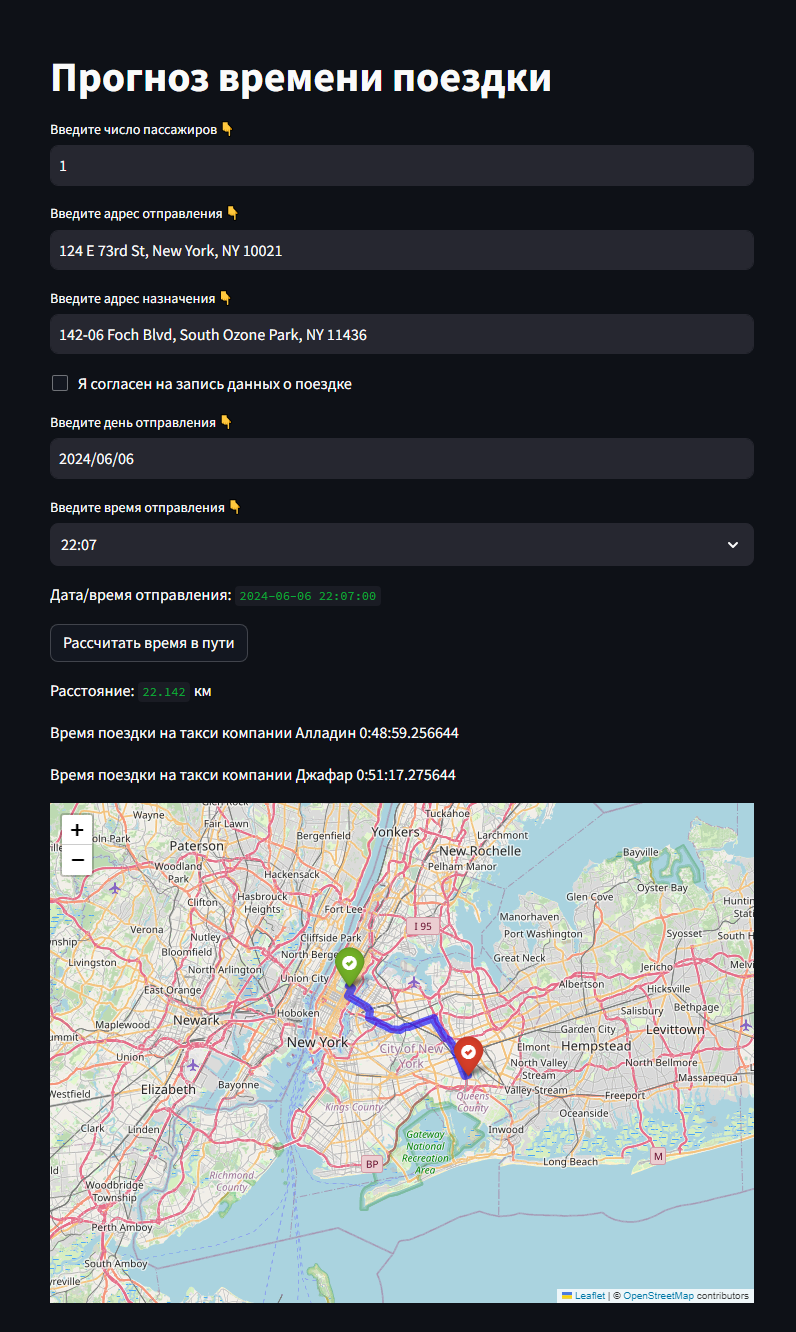 Прогноз времени поездки
Введите число пассажиров 👇
1
Введите адрес отправления 👇
124 E 73rd St, New York, NY 10021
Введите адрес назначения 👇
142-06 Foch Blvd, South Ozone Park, NY 11436
Я согласен на запись данных о поездке
Введите день отправления 👇
2024/06/06
Введите время отправления 👇
22:07
Дата/время отправления: 2024-06-06 22:07:00
Рассчитать время в пути
Расстояние: 22.142 км
Время поездки на такси компании Алладин 0:48:59.256644
Время поездки на такси компании Джафар 0:51:17.275644
+
−
Wayne
Fair Lawn
Paterson
Bergenfield
Yonkers
Tuckahoe
Larchmont
New Rochelle
Pelham Manor
Bayville
Oyster Bay
Woodland
Park
Hackensack
Clifton
Hasbrouck
Heights
Fort Lee
Glen Cove
I 95
Manorhaven
Port Washington
Syosset
Verona
Nutley
Cliffside Park
Bloomfield
North Arlington
Union City
Great Neck
Jericho
Livingston
East Orange
Albertson
Hicksville
Hoboken
Salisbury
Bethpage
Maplewood
Newark
New York
City of New
York
Garden City
Levittown
Elmont
Hempstead
Union
North Valley
Stream
North Bellmore
Massapequa
Elizabeth
Bayonne
Valley Stream
Freeport
Westfield
Kings County
Queens
County
Oceanside
Clark
Linden
Gateway
National
Recreation
Area
Inwood
Long Beach
M
BP
Richmond
County
Woodbridge
Township
Perth Amboy
South Amboy
Leaflet | © OpenStreetMap contributors